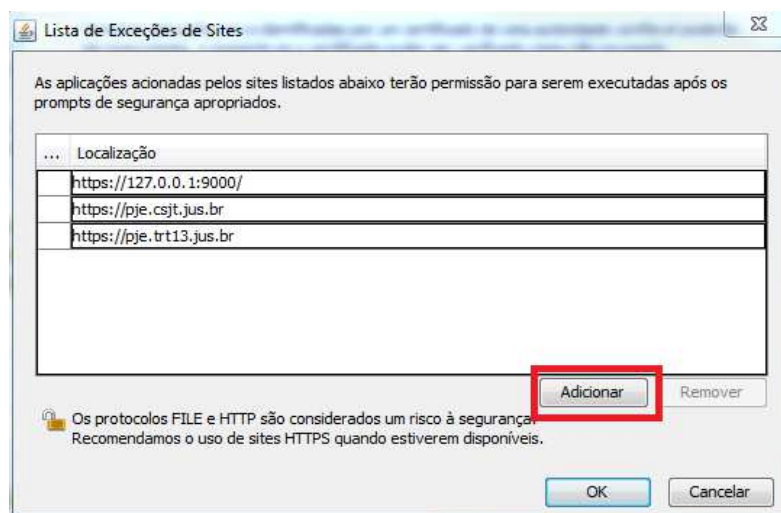 Lista de Exceções de Sites
As aplicações acionadas pelos sites listados abaixo terão permissão para serem executadas após os
prompts de segurança apropriados.
... Localização
https://127.0.0.1:9000/
https://pje.csjt.jus.br
https://pje.trt13.jus.br
Adicionar Remover
Os protocolos FILE e HTTP são considerados um risco à segurança.
Recomendamos o uso de sites HTTPS quando estiverem disponíveis.
OK Cancelar